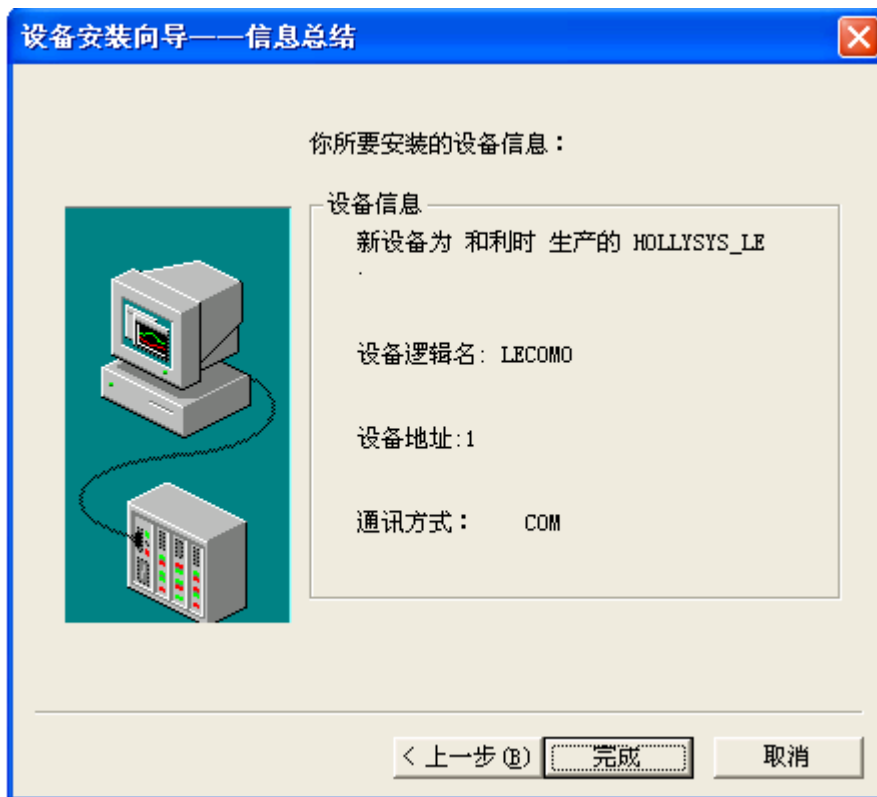 设备安装向导——信息总结
你所要安装的设备信息：
设备信息
新设备为 和利时 生产的 HOLLYSYS_LE
.
设备逻辑名: LECOMO
设备地址:1
通讯方式： COM
< 上一步(B)
完成
取消